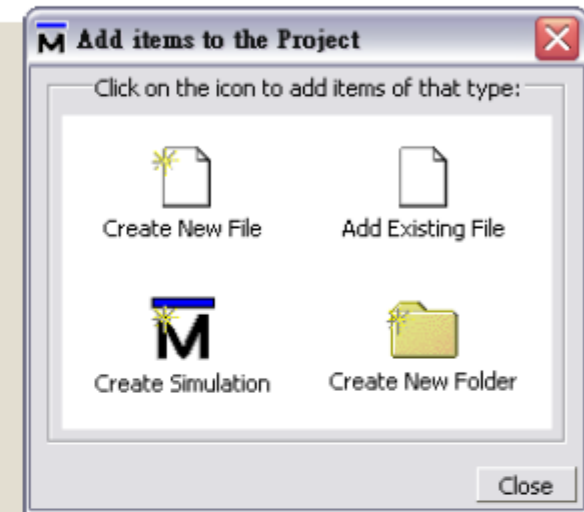 Add items to the Project
Click on the icon to add items of that type:
Create New File
Add Existing File
Create Simulation
Create New Folder
Close